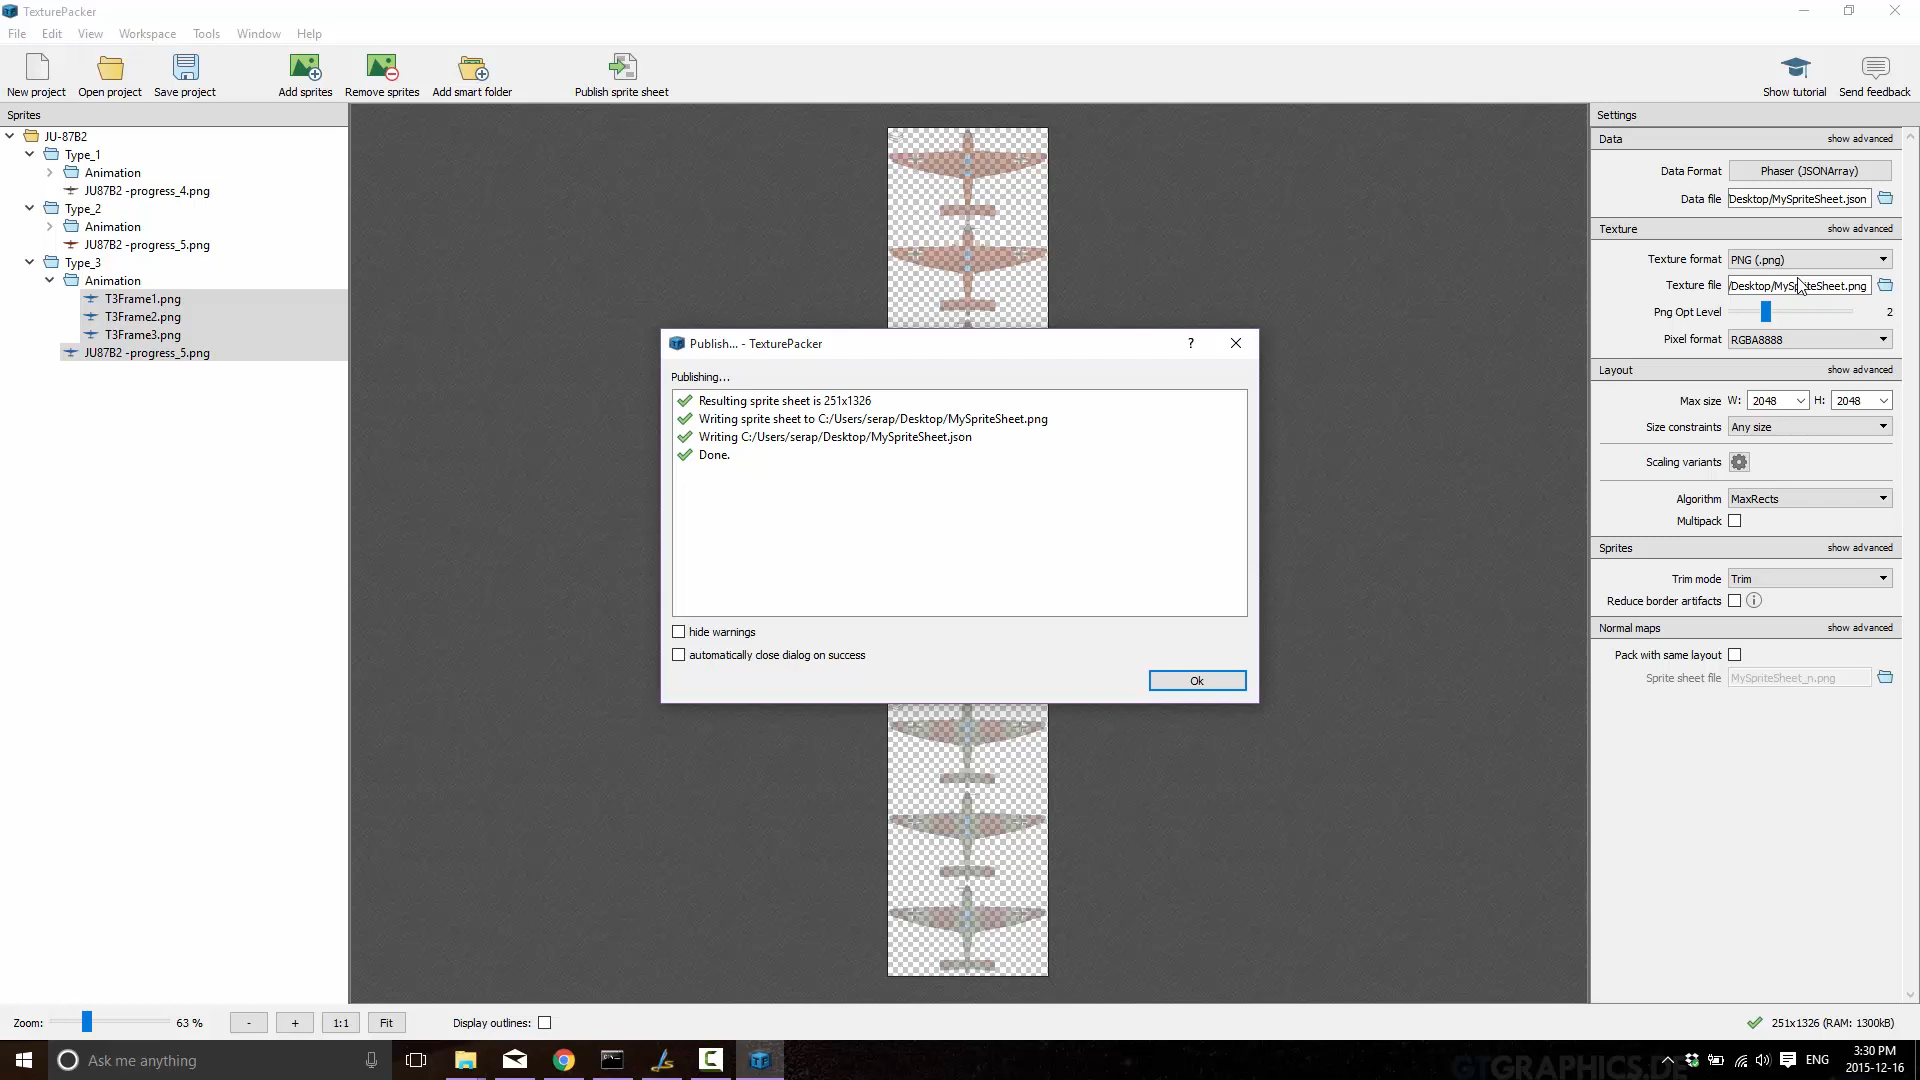 TexturePacker
File Edit View Workspace Tools Window Help
New project Open project Save project Add sprites Remove sprites Add smart folder Publish sprite sheet Show tutorial Send feedback
Sprites
JU-87B2
Type_1
Animation
JU87B2 -progress_4.png
Type_2
Animation
JU87B2 -progress_5.png
Type_3
Animation
T3Frame1.png
T3Frame2.png
T3Frame3.png
JU87B2 -progress_5.png
Publish... - TexturePacker ?
Publishing...
Resulting sprite sheet is 251x1326
Writing sprite sheet to C:/Users/serap/Desktop/MySpriteSheet.png
Writing C:/Users/serap/Desktop/MySpriteSheet.json
Done.
hide warnings
automatically close dialog on success
Ok
Settings
Data show advanced
Data Format Phaser (JSONArray)
Data file Desktop/MySpriteSheet.json
Texture show advanced
Texture format PNG (.png)
Texture file /Desktop/MySpriteSheet.png
Png Opt Level 2
Pixel format RGBA8888
Layout show advanced
Max size W: 2048 H: 2048
Size constraints Any size
Scaling variants
Algorithm MaxRects
Multipack
Sprites show advanced
Trim mode Trim
Reduce border artifacts
Normal maps show advanced
Pack with same layout
Sprite sheet file MySpriteSheet_n.png
Zoom: 63 % - + 1:1 Fit Display outlines: 251x1326 (RAM: 1300kB)
Ask me anything
GTGRAPHICS.DE
ENG
3:30 PM
2015-12-16